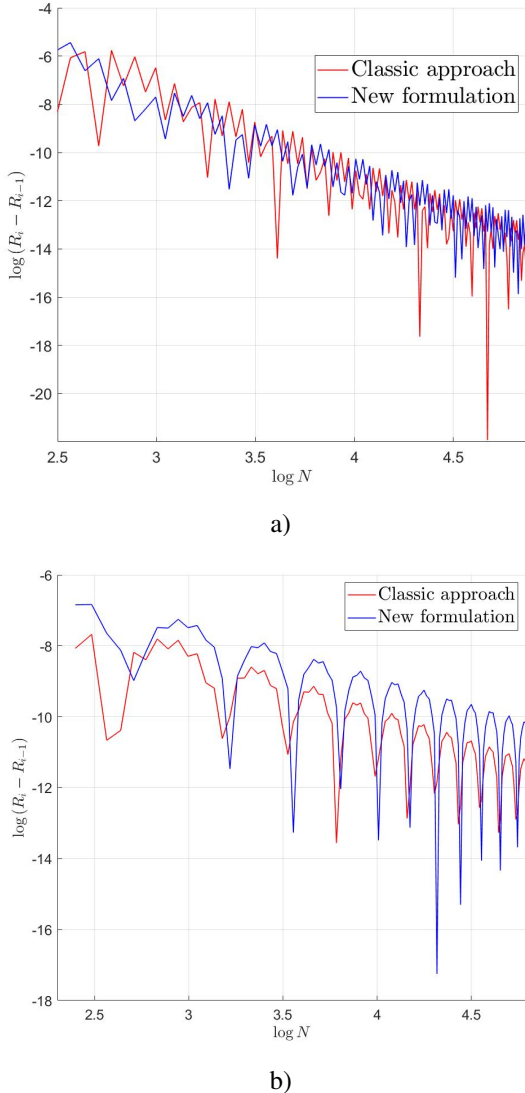 -4
-6
-8
-10
-12
-14
-16
-18
-20
log (R_i − R_{i−1})
Classic approach
New formulation
2.5 3 3.5 4 4.5
log N
a)
-6
-8
-10
-12
-14
-16
-18
log (R_i − R_{i−1})
Classic approach
New formulation
2.5 3 3.5 4 4.5
log N
b)